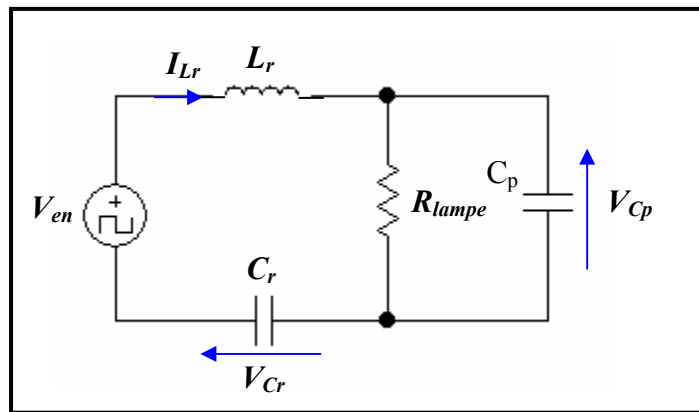 I_Lr
L_r
V_en
+
R_lampe
C_p
V_Cp
C_r
V_Cr